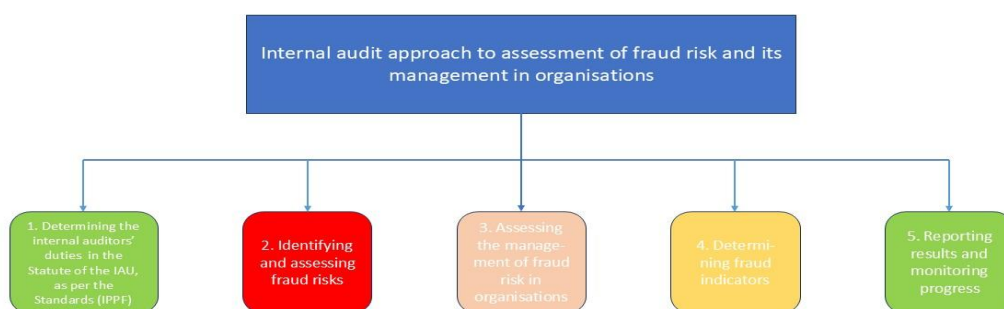 Internal audit approach to assessment of fraud risk and its
management in organisations
1. Determining the
internal auditors'
duties in the
Statute of the IAU,
as per the
Standards (IPPF)
2. Identifying
and assessing
fraud risks
3. Assessing
the manage-
ment of fraud
risk in
organisations
4. Determi-
ning fraud
indicators
5. Reporting
results and
monitoring
progress